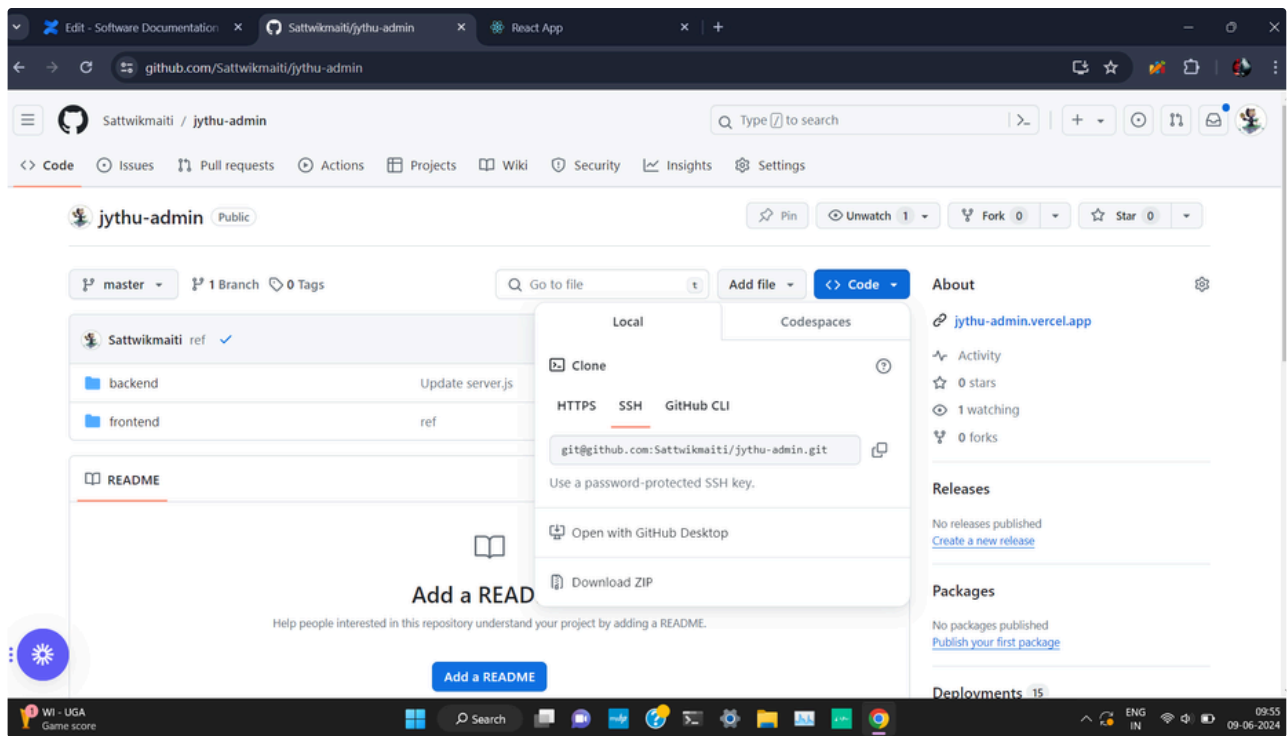 Edit - Software Documentation
Sattwikmaiti/jythu-admin
React App
github.com/Sattwikmaiti/jythu-admin
Sattwikmaiti / jythu-admin
Type / to search
Code Issues Pull requests Actions Projects Wiki Security Insights Settings
jythu-admin Public
Pin Unwatch 1 Fork 0 Star 0
master 1 Branch 0 Tags
Go to file t Add file Code
Sattwikmaiti ref
backend Update server.js
frontend ref
README
Add a READ
Help people interested in this repository understand your project by adding a README.
Add a README
Local Codespaces
Clone
HTTPS SSH GitHub CLI
git@github.com:Sattwikmaiti/jythu-admin.git
Use a password-protected SSH key.
Open with GitHub Desktop
Download ZIP
About
jythu-admin.vercel.app
Activity
0 stars
1 watching
0 forks
Releases
No releases published
Create a new release
Packages
No packages published
Publish your first package
Deployments 15
1
WI - UGA
Game score
Search
ENG
IN
09:55
09-06-2024